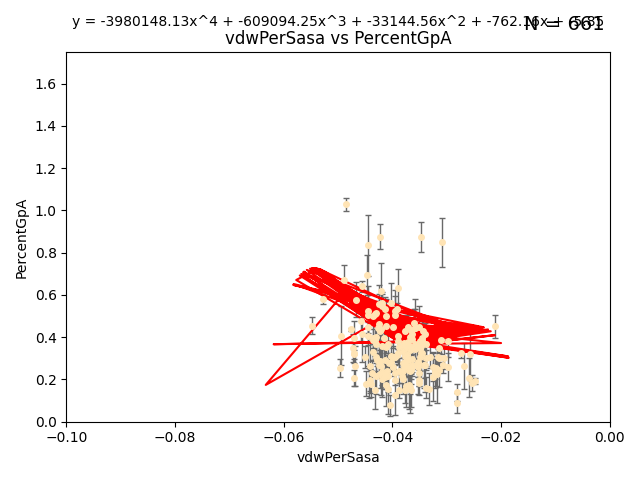 y = -3980148.13x^4 + -609094.25x^3 + -33144.56x^2 + -762.16x + -5.85
N = 661
vdwPerSasa vs PercentGpA
PercentGpA
1.6
1.4
1.2
1.0
0.8
0.6
0.4
0.2
0.0
−0.10 −0.08 −0.06 −0.04 −0.02 0.00
vdwPerSasa